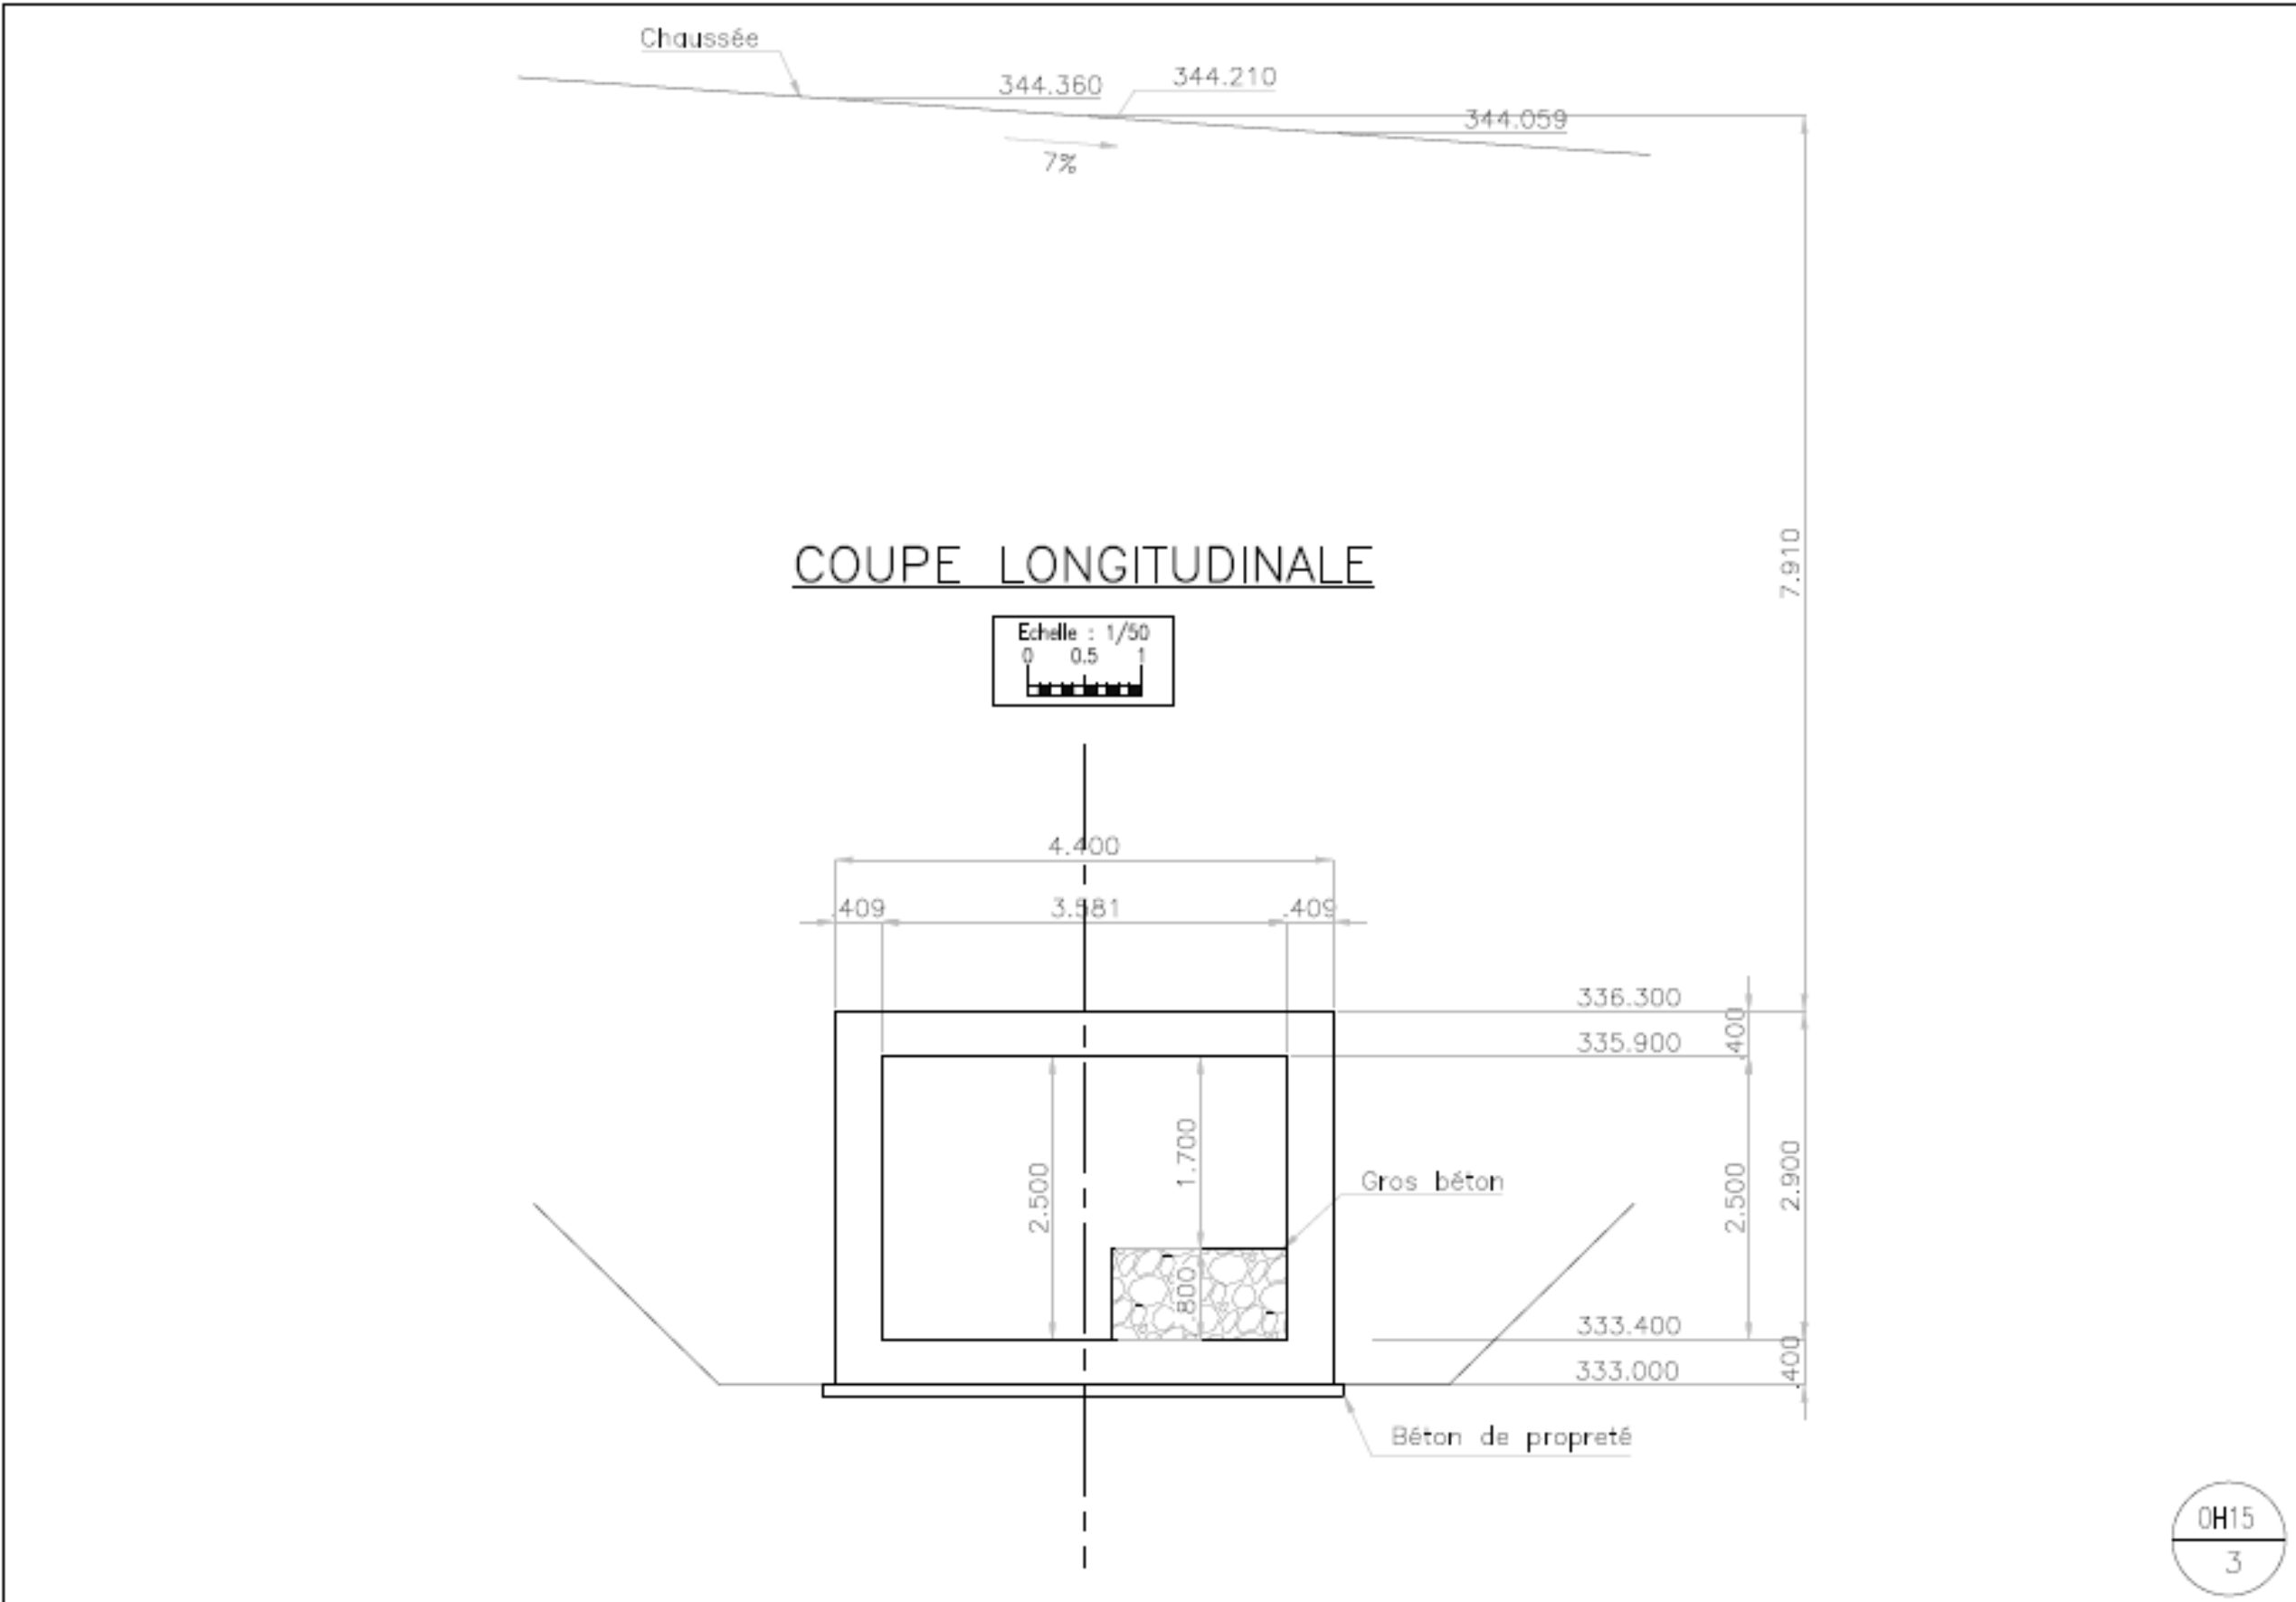 Chaussée
344.360
344.210
344.059
7%
7.910
COUPE LONGITUDINALE
Echelle : 1/50
0 0.5 1
4.400
.409 3.581 .409
336.300
.400
335.900
2.500
1.700
2.500
2.900
Gros béton
.800
333.400
333.000
.400
Béton de propreté
OH15
3